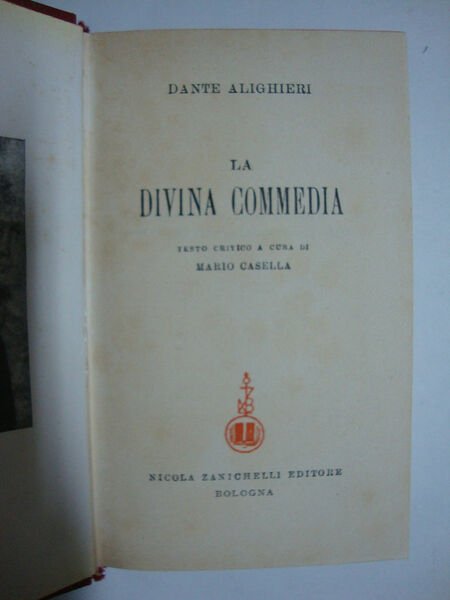 DANTE ALIGHIERI
LA
DIVINA COMMEDIA
TESTO CRITICO A CURA DI
MARIO CASELLA
NICOLA ZANICHELLI EDITORE
BOLOGNA